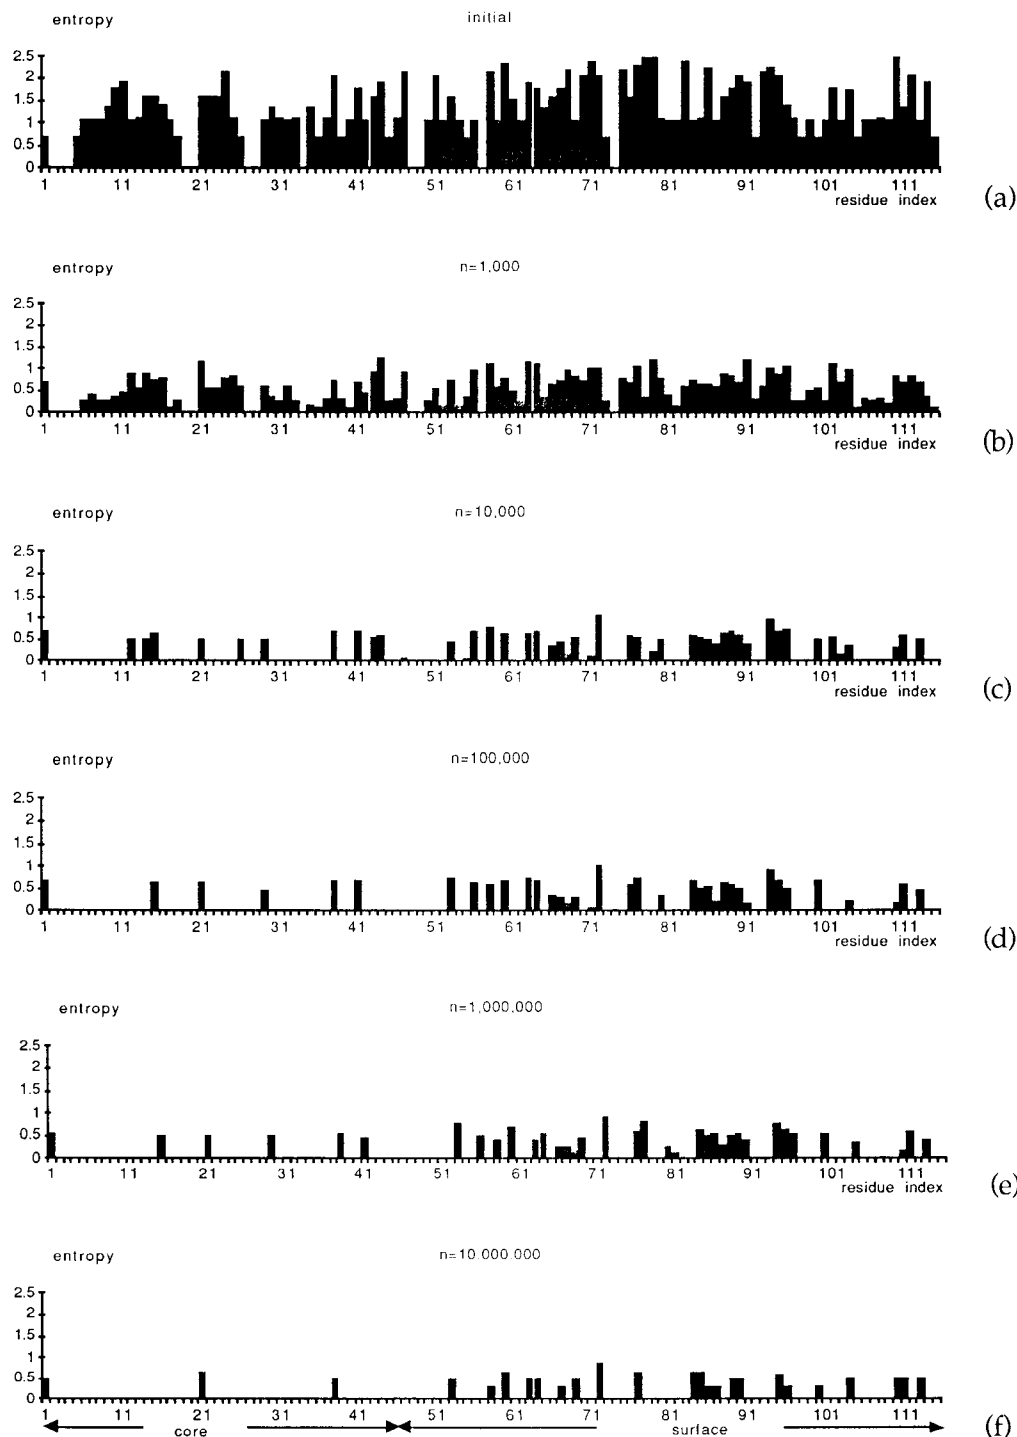 entropy initial
2.5
2
1.5
1
0.5
0
1 11 21 31 41 51 61 71 81 91 101 111
residue index
(a)
entropy n=1,000
2.5
2
1.5
1
0.5
0
1 11 21 31 41 51 61 71 81 91 101 111
residue index
(b)
entropy n=10,000
2.5
2
1.5
1
0.5
0
1 11 21 31 41 51 61 71 81 91 101 111
residue index
(c)
entropy n=100,000
2.5
2
1.5
1
0.5
0
1 11 21 31 41 51 61 71 81 91 101 111
residue index
(d)
entropy n=1,000,000
2.5
2
1.5
1
0.5
0
1 11 21 31 41 51 61 71 81 91 101 111
residue index
(e)
entropy n=10.000.000
2.5
2
1.5
1
0.5
0
1 11 21 31 41 51 61 71 81 91 101 111
core surface
(f)